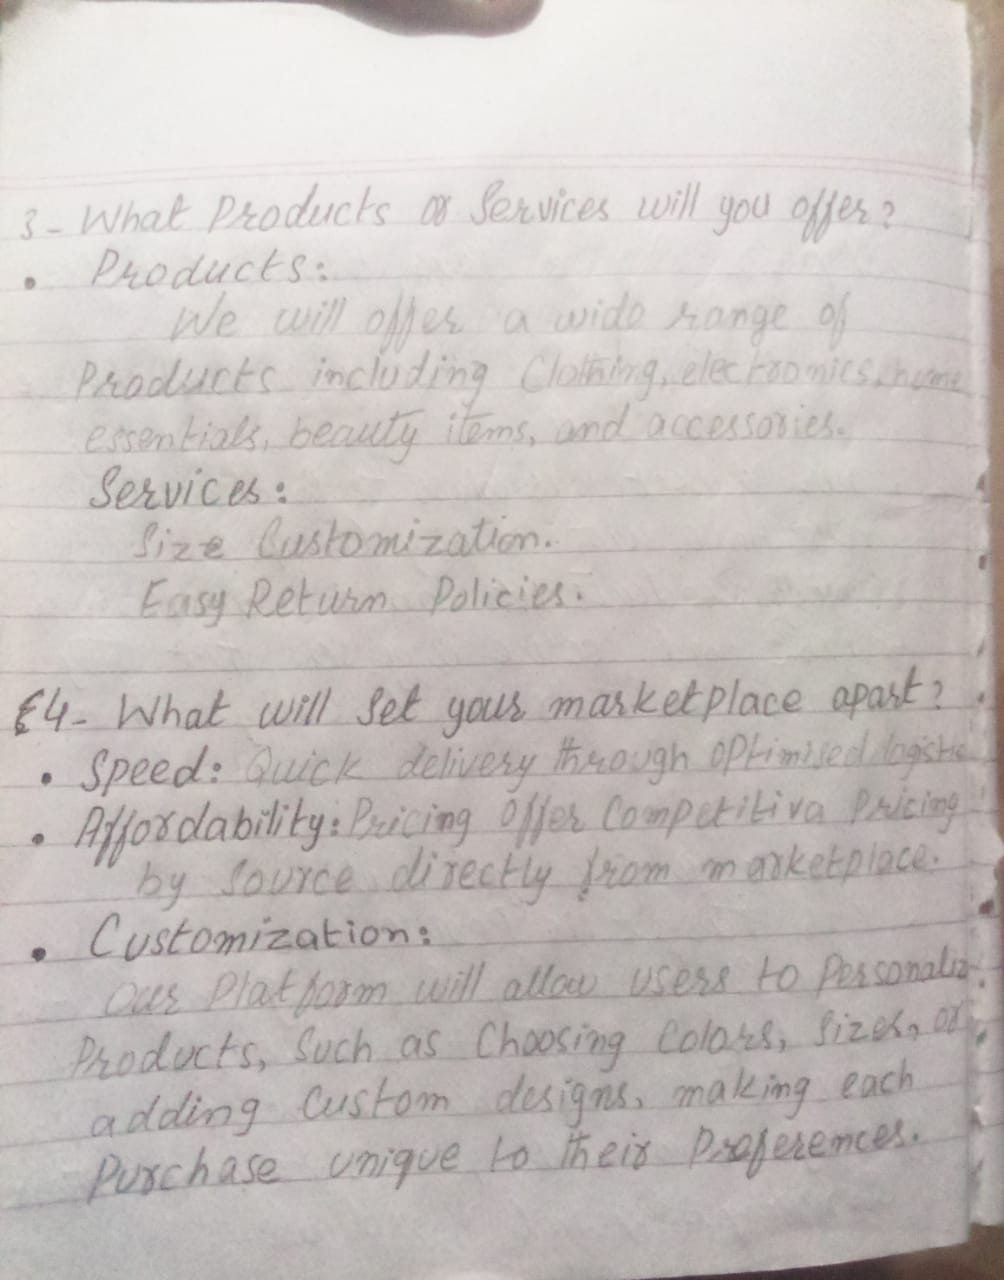 3- What Products or Services will you offer?
• Products:
We will offer a wide range of
Products including Clothing, electronics, home
essentials, beauty items, and accessories.
Services:
Size Customization.
Easy Return Policies.
4- What will Set your marketplace apart?
• Speed: Quick delivery through optimised logistic
• Affordability: Pricing Offer Competitiva Pricing
by Source directly from marketplace.
• Customization:
Our Platform will allow users to Personaliz
Products, Such as Choosing Colors, Sizes, or
adding Custom designs, making each
Purchase unique to their Preferences.